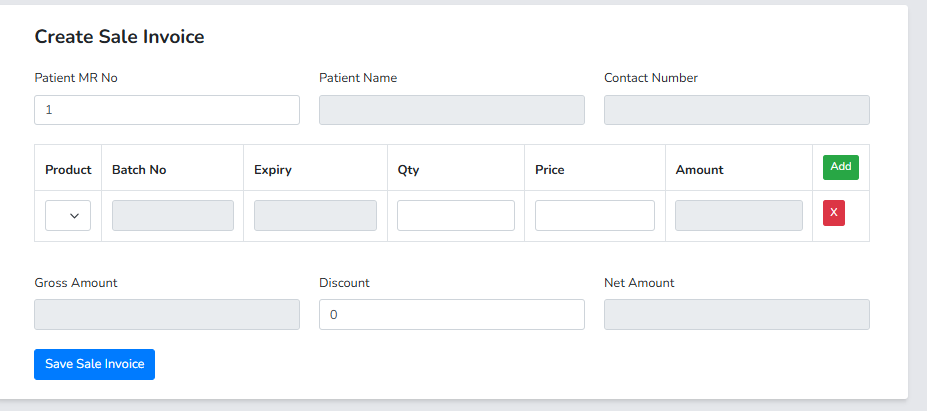 Create Sale Invoice
Patient MR No Patient Name Contact Number
1
Product Batch No Expiry Qty Price Amount Add
X
Gross Amount Discount Net Amount
0
Save Sale Invoice